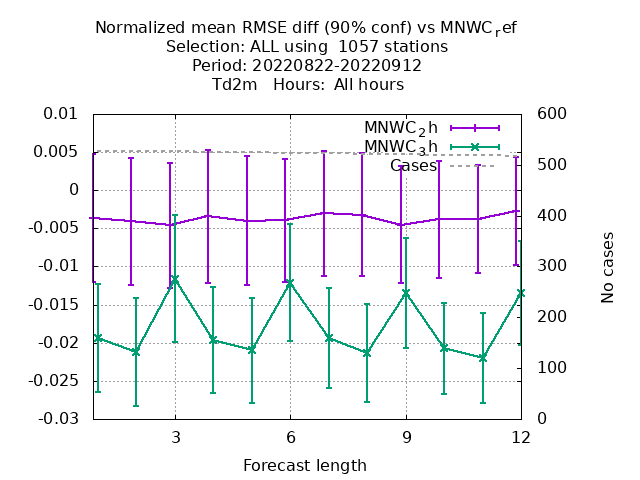 Normalized mean RMSE diff (90% conf) vs MNWC_ref
Selection: ALL using 1057 stations
Period: 20220822-20220912
Td2m Hours: All hours
MNWC_2h
MNWC_3h
Cases
0.01
0.005
0
-0.005
-0.01
-0.015
-0.02
-0.025
-0.03
600
500
400
300
200
100
0
No cases
3 6 9 12
Forecast length